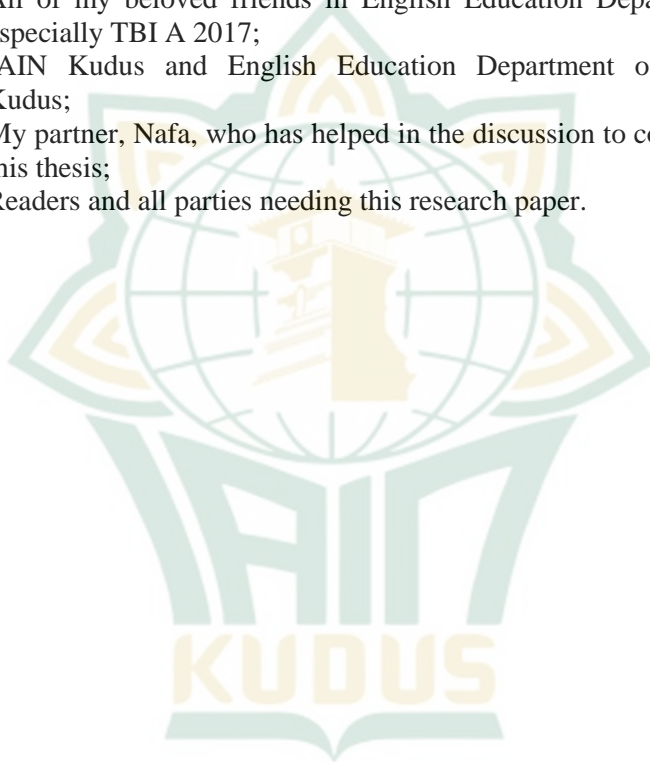 All of my beloved friends in English Education Depa
especially TBI A 2017;
IAIN Kudus and English Education Department o
Kudus;
My partner, Nafa, who has helped in the discussion to co
this thesis;
Readers and all parties needing this research paper.
IAIN
KUDUS